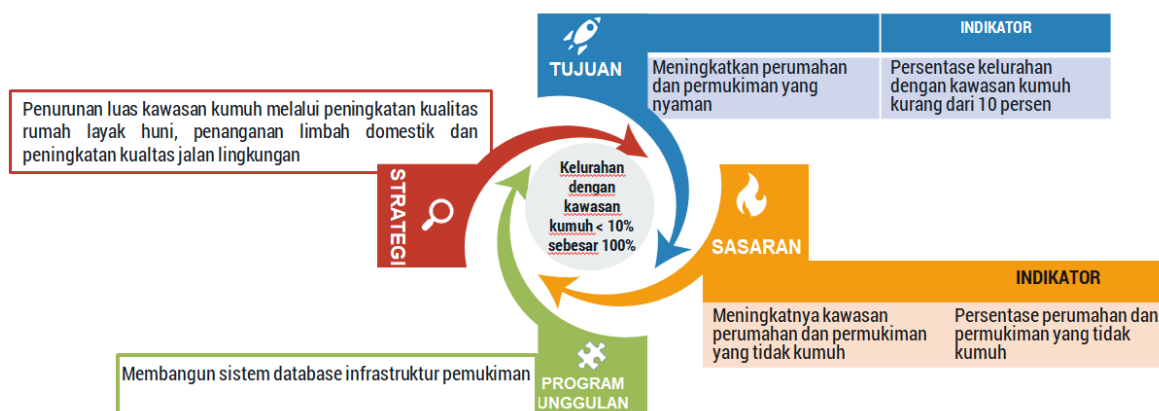 INDIKATOR
TUJUAN
Meningkatkan perumahan
dan permukiman yang
nyaman
Persentase kelurahan
dengan kawasan kumuh
kurang dari 10 persen
Penurunan luas kawasan kumuh melalui peningkatan kualitas
rumah layak huni, penanganan limbah domestik dan
peningkatan kualtas jalan lingkungan
STRATEGI
Kelurahan
dengan
kawasan
kumuh < 10%
sebesar 100%
SASARAN
INDIKATOR
Meningkatnya kawasan
perumahan dan permukiman
yang tidak kumuh
Persentase perumahan dan
permukiman yang tidak
kumuh
Membangun sistem database infrastruktur pemukiman
PROGRAM
UNGGULAN